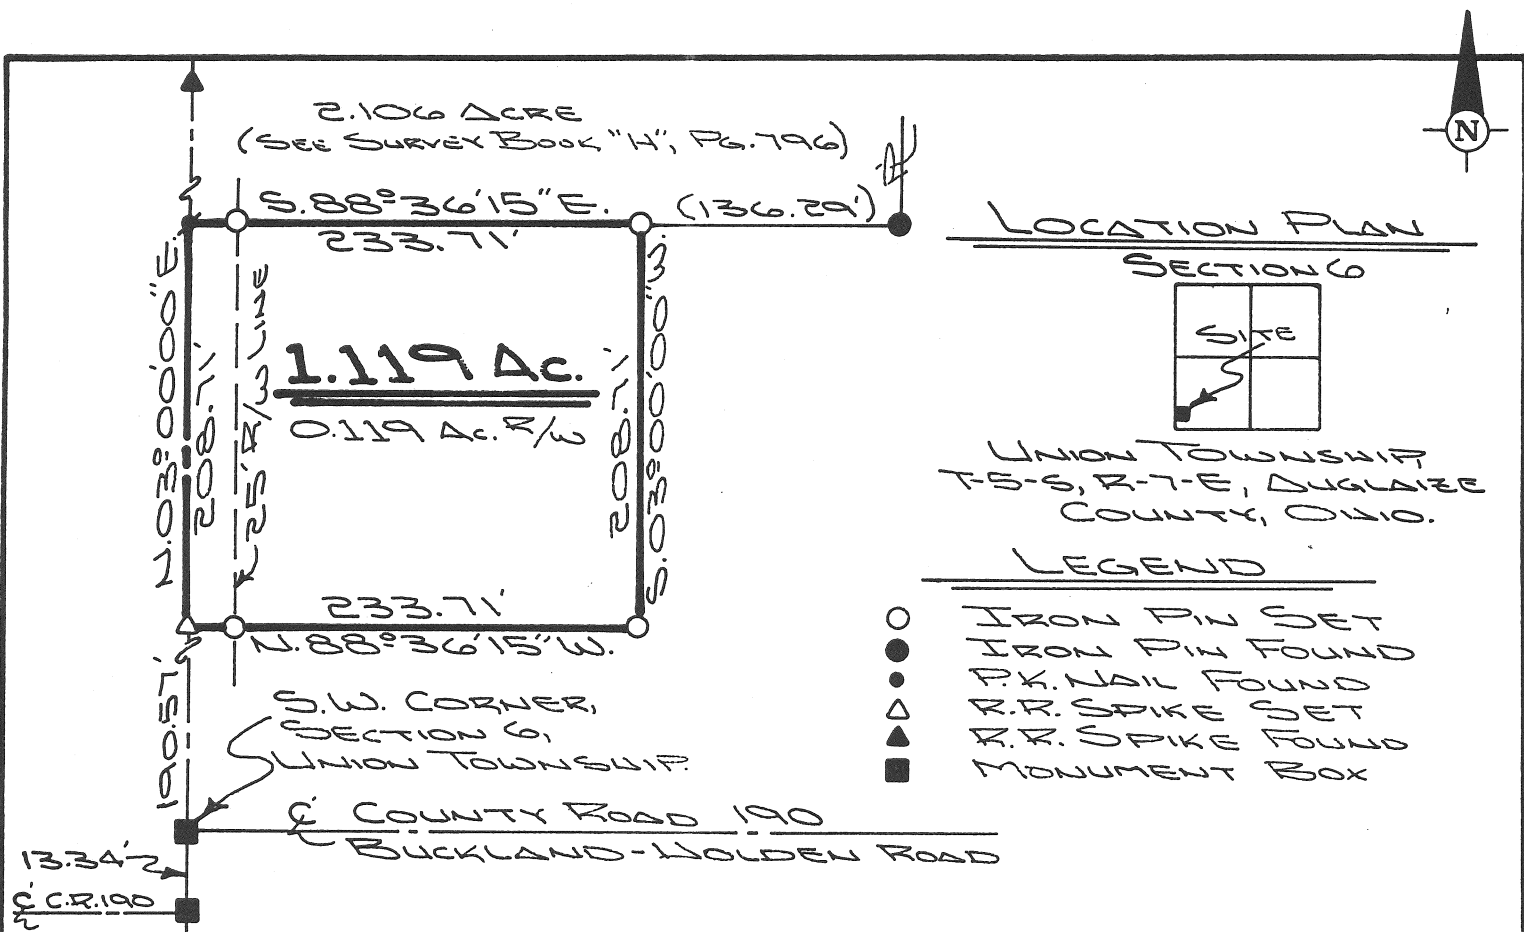 2.106 ACRE
(SEE SURVEY BOOK "H", PG. 796)
N
S.88°36'15"E.
(136.29')
233.71'
N.03°00'00"E.
208.71'
25' R/W LINE
1.119 AC.
0.119 AC. R/W
208.71'
S.03°00'00"W.
233.71'
N.88°36'15"W.
190.57'
S.W. CORNER,
SECTION 6,
UNION TOWNSHIP.
℄ COUNTY ROAD 190
BUCKLAND-HOLDEN ROAD
13.34'
℄ C.R.190
LOCATION PLAN
SECTION 6
SITE
UNION TOWNSHIP,
T-5-S, R-7-E, AUGLAIZE
COUNTY, OHIO.
LEGEND
IRON PIN SET
IRON PIN FOUND
P.K. NAIL FOUND
R.R. SPIKE SET
R.R. SPIKE FOUND
MONUMENT BOX